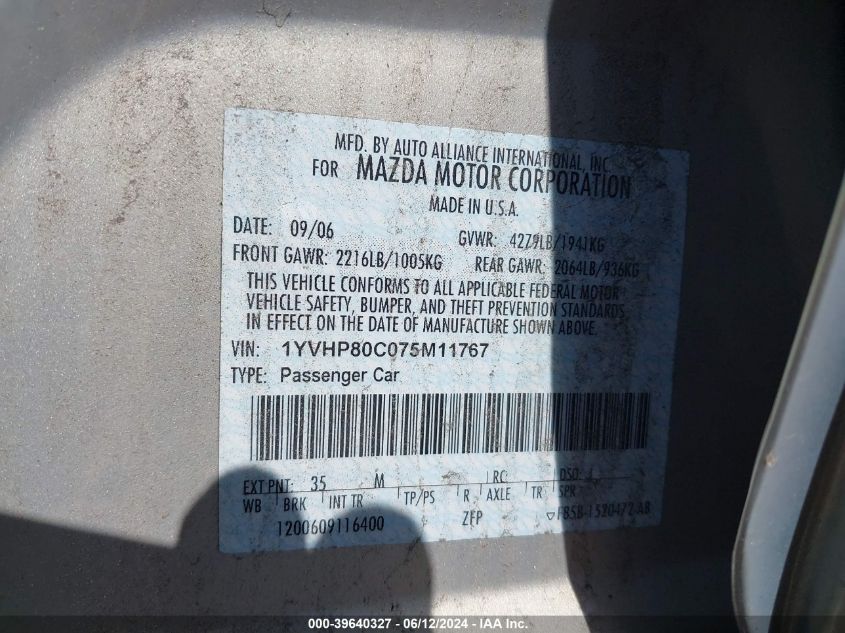 MFD. BY AUTO ALLIANCE INTERNATIONAL, INC.
FOR MAZDA MOTOR CORPORATION
MADE IN U.S.A.
DATE: 09/06 GVWR: 4279LB/1941KG
FRONT GAWR: 2216LB/1005KG REAR GAWR: 2064LB/936KG
THIS VEHICLE CONFORMS TO ALL APPLICABLE FEDERAL MOTOR
VEHICLE SAFETY, BUMPER, AND THEFT PREVENTION STANDARDS
IN EFFECT ON THE DATE OF MANUFACTURE SHOWN ABOVE.
VIN: 1YVHP80C075M11767
TYPE: Passenger Car
EXT PNT: 35 M RC: DSO:
WB BRK INT TR TP/PS R AXLE TR SPR
1200609116400 ZFP
000-39640327 - 06/12/2024 - IAA Inc.